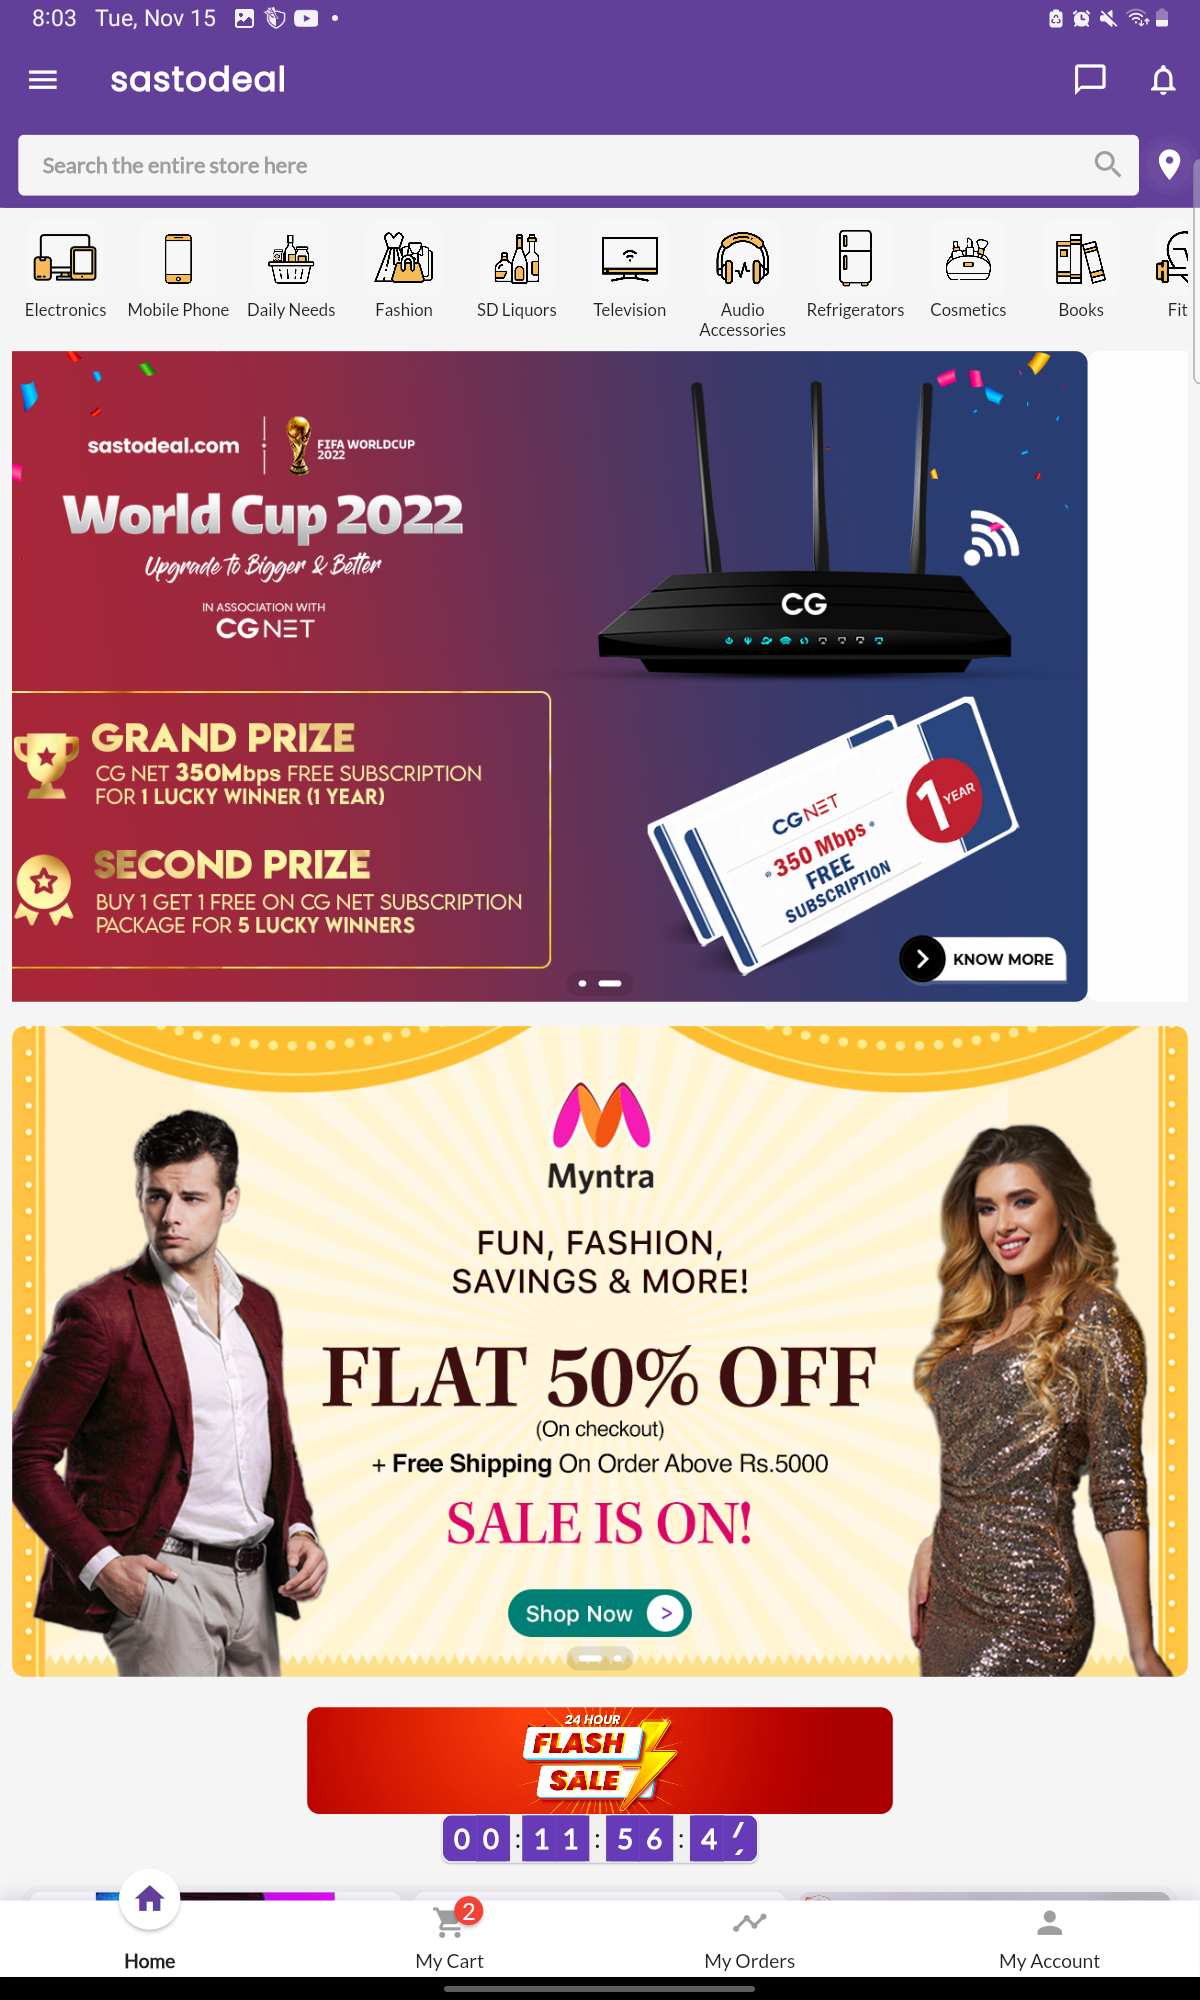 8:03 Tue, Nov 15
sastodeal
Search the entire store here
Electronics
Mobile Phone
Daily Needs
Fashion
SD Liquors
Television
Audio
Accessories
Refrigerators
Cosmetics
Books
Fit
sastodeal.com
FIFA WORLDCUP
2022
World Cup 2022
Upgrade to Bigger & Better
IN ASSOCIATION WITH
CG NET
CG
GRAND PRIZE
CG NET 350Mbps FREE SUBSCRIPTION
FOR 1 LUCKY WINNER (1 YEAR)
SECOND PRIZE
BUY 1 GET 1 FREE ON CG NET SUBSCRIPTION
PACKAGE FOR 5 LUCKY WINNERS
CG NET
350 Mbps
FREE
SUBSCRIPTION
1 YEAR
KNOW MORE
Myntra
FUN, FASHION,
SAVINGS & MORE!
FLAT 50% OFF
(On checkout)
+ Free Shipping On Order Above Rs.5000
SALE IS ON!
Shop Now >
24 HOUR
FLASH
SALE
00:11:56:4
2
Home
My Cart
My Orders
My Account